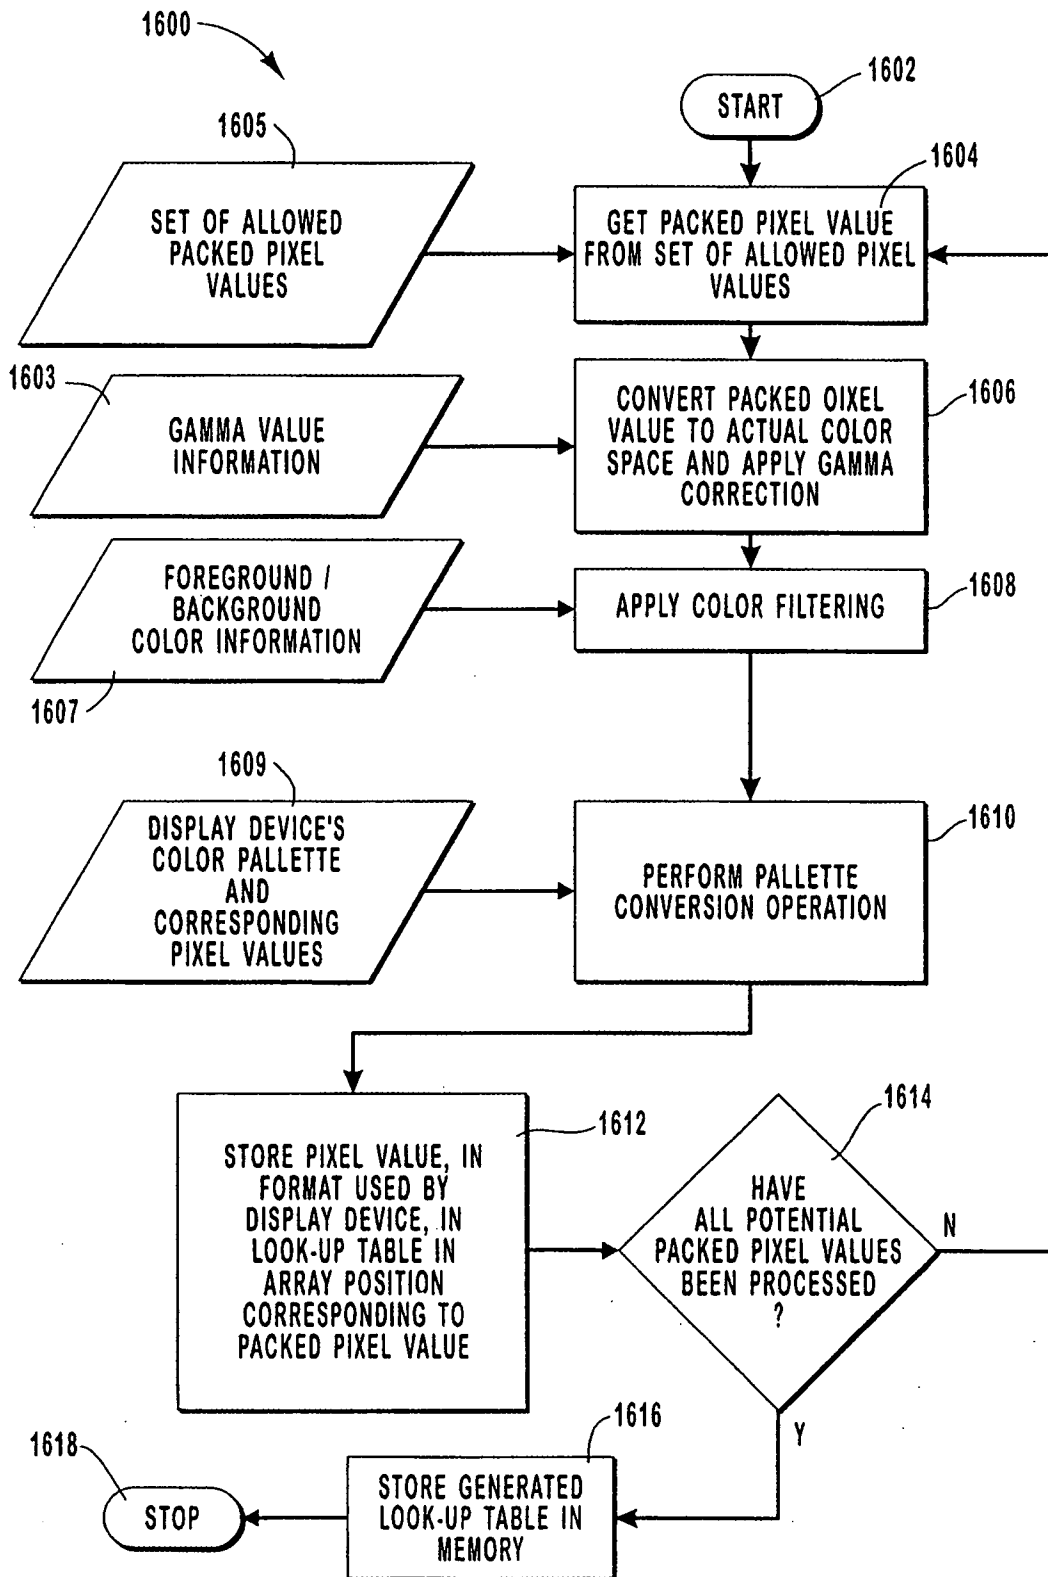 1600
1602
START
1605
1604
SET OF ALLOWED
PACKED PIXEL
VALUES
GET PACKED PIXEL VALUE
FROM SET OF ALLOWED PIXEL
VALUES
1603
GAMMA VALUE
INFORMATION
CONVERT PACKED OIXEL
VALUE TO ACTUAL COLOR
SPACE AND APPLY GAMMA
CORRECTION
1606
FOREGROUND /
BACKGROUND
COLOR INFORMATION
1607
APPLY COLOR FILTERING
1608
1609
DISPLAY DEVICE'S
COLOR PALLETTE
AND
CORRESPONDING
PIXEL VALUES
PERFORM PALLETTE
CONVERSION OPERATION
1610
STORE PIXEL VALUE, IN
FORMAT USED BY
DISPLAY DEVICE, IN
LOOK-UP TABLE IN
ARRAY POSITION
CORRESPONDING TO
PACKED PIXEL VALUE
1612
1614
HAVE
ALL POTENTIAL
PACKED PIXEL VALUES
BEEN PROCESSED
?
N
Y
1616
STORE GENERATED
LOOK-UP TABLE IN
MEMORY
1618
STOP